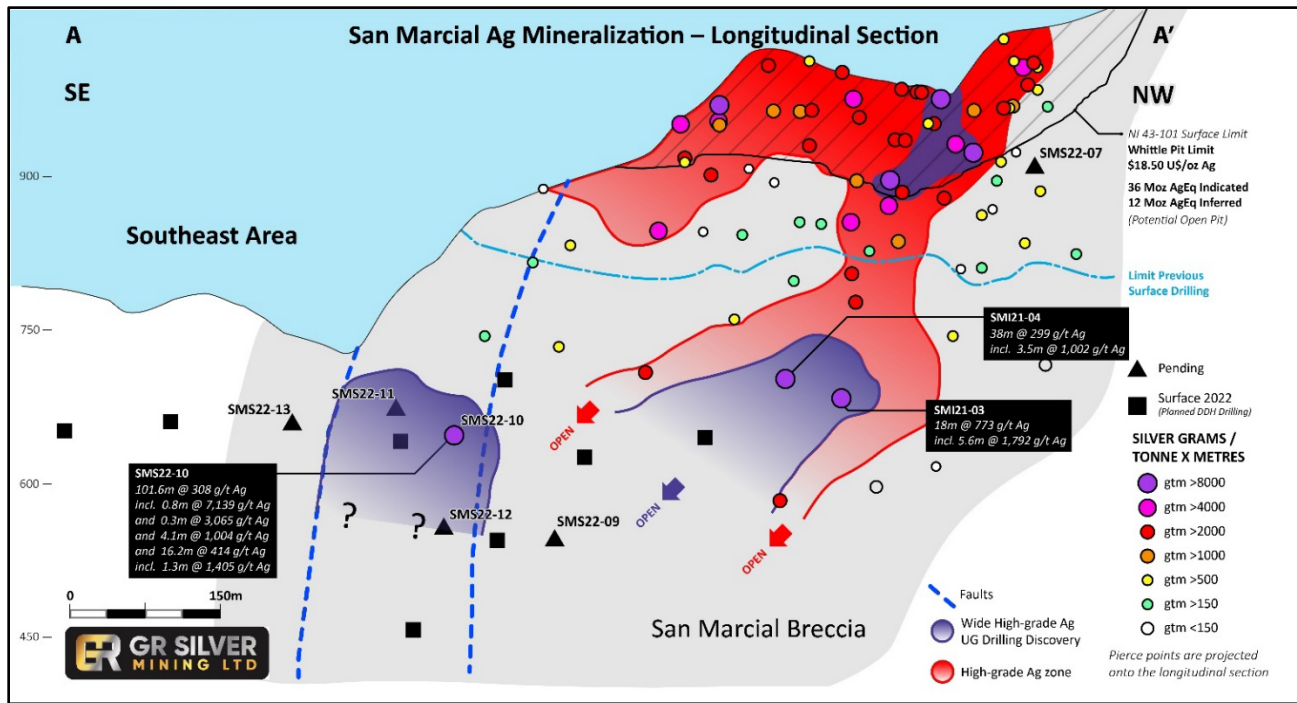 A
San Marcial Ag Mineralization – Longitudinal Section
A'
SE
NW
NI 43-101 Surface Limit
Whittle Pit Limit
$18.50 U$/oz Ag
36 Moz AgEq Indicated
12 Moz AgEq Inferred
(Potential Open Pit)
SMS22-07
900
Southeast Area
Limit Previous
Surface Drilling
750
SMI21-04
38m @ 299 g/t Ag
incl. 3.5m @ 1,002 g/t Ag
SMI21-03
18m @ 773 g/t Ag
incl. 5.6m @ 1,792 g/t Ag
SMS22-13
SMS22-11
SMS22-10
OPEN
SMS22-10
101.6m @ 308 g/t Ag
incl. 0.8m @ 7,139 g/t Ag
and 0.3m @ 3,065 g/t Ag
and 4.1m @ 1,004 g/t Ag
and 16.2m @ 414 g/t Ag
incl. 1.3m @ 1,405 g/t Ag
600
?
?
SMS22-12
SMS22-09
OPEN
OPEN
Pending
Surface 2022
(Planned DDH Drilling)
SILVER GRAMS /
TONNE X METRES
gtm >8000
gtm >4000
gtm >2000
gtm >1000
gtm >500
gtm >150
gtm <150
Pierce points are projected
onto the longitudinal section
Faults
Wide High-grade Ag
UG Drilling Discovery
High-grade Ag zone
San Marcial Breccia
0
150m
450
GR SILVER
MINING LTD